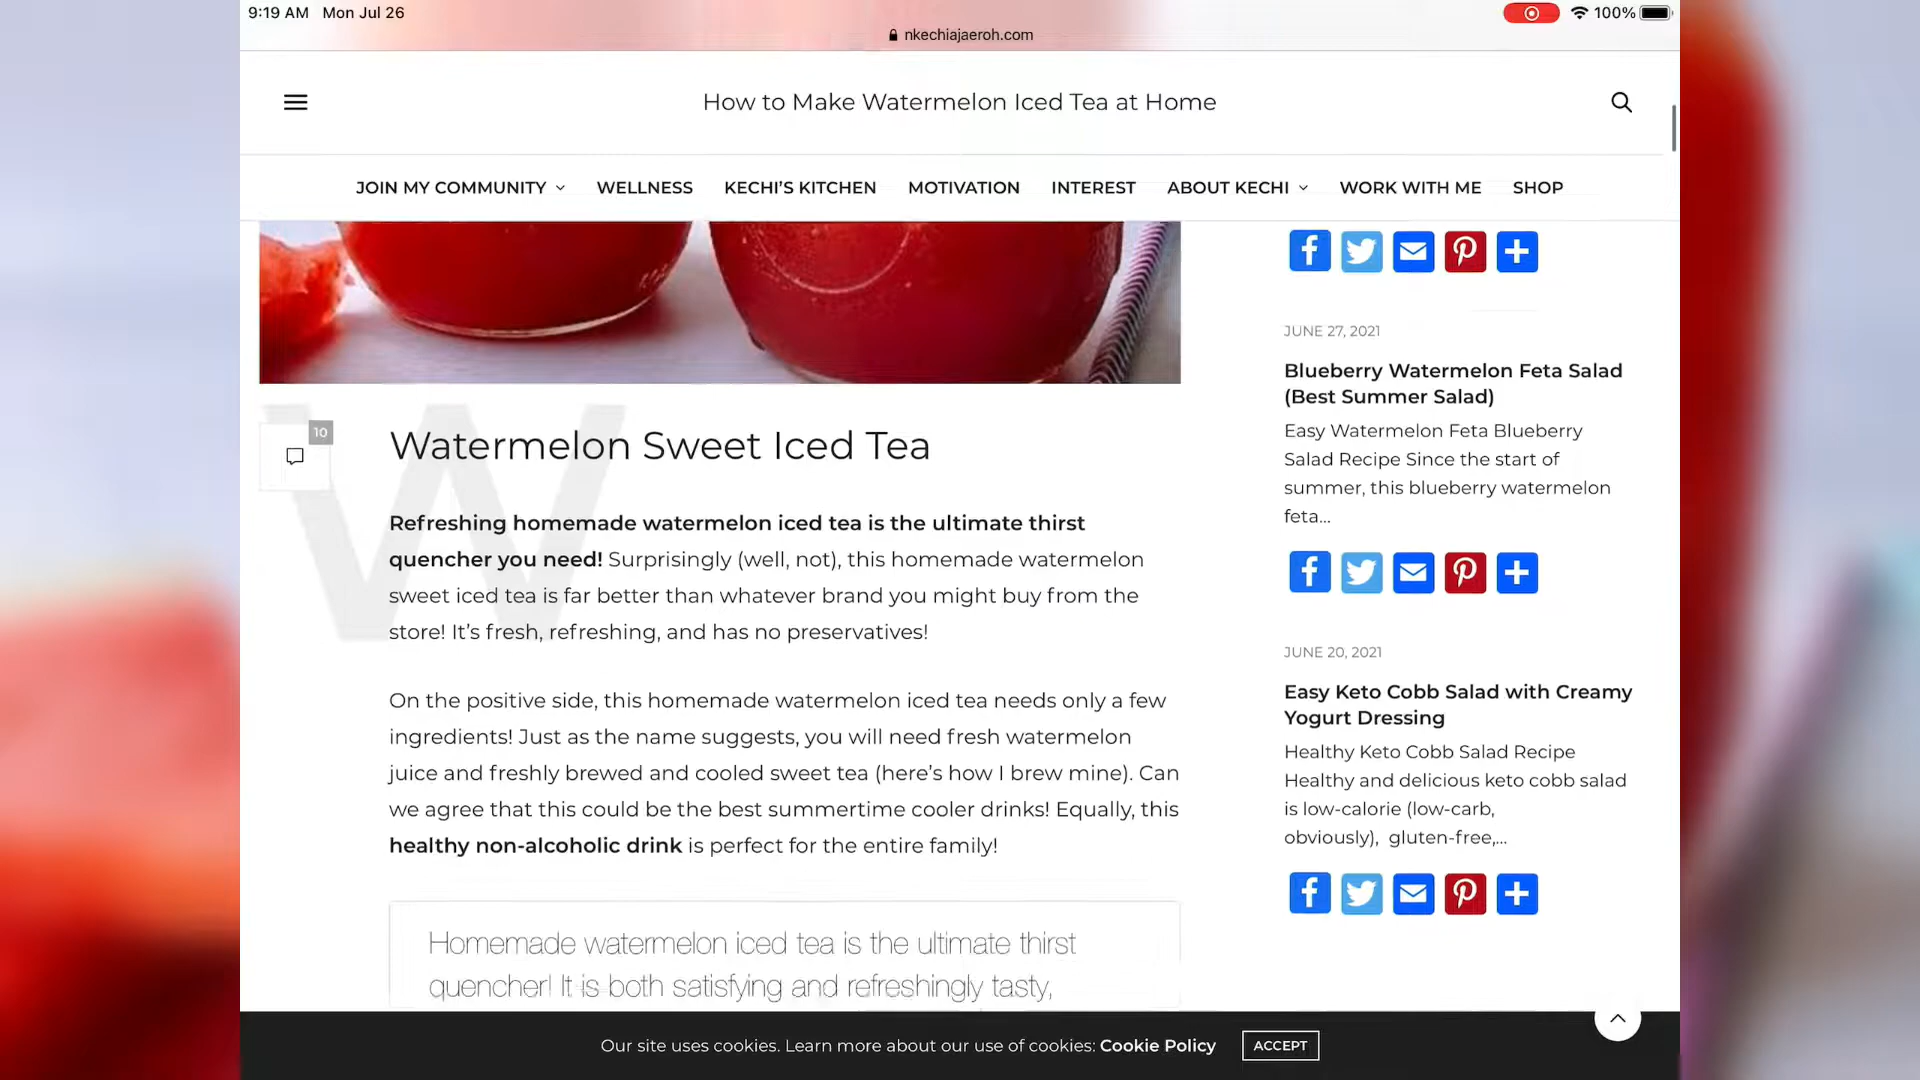 9:19 AM Mon Jul 26
100%
nkechiajaeroh.com
How to Make Watermelon Iced Tea at Home
JOIN MY COMMUNITY WELLNESS KECHI'S KITCHEN MOTIVATION INTEREST ABOUT KECHI WORK WITH ME SHOP
10
W
Watermelon Sweet Iced Tea
Refreshing homemade watermelon iced tea is the ultimate thirst
quencher you need! Surprisingly (well, not), this homemade watermelon
sweet iced tea is far better than whatever brand you might buy from the
store! It's fresh, refreshing, and has no preservatives!
On the positive side, this homemade watermelon iced tea needs only a few
ingredients! Just as the name suggests, you will need fresh watermelon
juice and freshly brewed and cooled sweet tea (here's how I brew mine). Can
we agree that this could be the best summertime cooler drinks! Equally, this
healthy non-alcoholic drink is perfect for the entire family!
Homemade watermelon iced tea is the ultimate thirst
quencher! It is both satisfying and refreshingly tasty,
JUNE 27, 2021
Blueberry Watermelon Feta Salad
(Best Summer Salad)
Easy Watermelon Feta Blueberry
Salad Recipe Since the start of
summer, this blueberry watermelon
feta...
JUNE 20, 2021
Easy Keto Cobb Salad with Creamy
Yogurt Dressing
Healthy Keto Cobb Salad Recipe
Healthy and delicious keto cobb salad
is low-calorie (low-carb,
obviously), gluten-free,...
Our site uses cookies. Learn more about our use of cookies: Cookie Policy ACCEPT